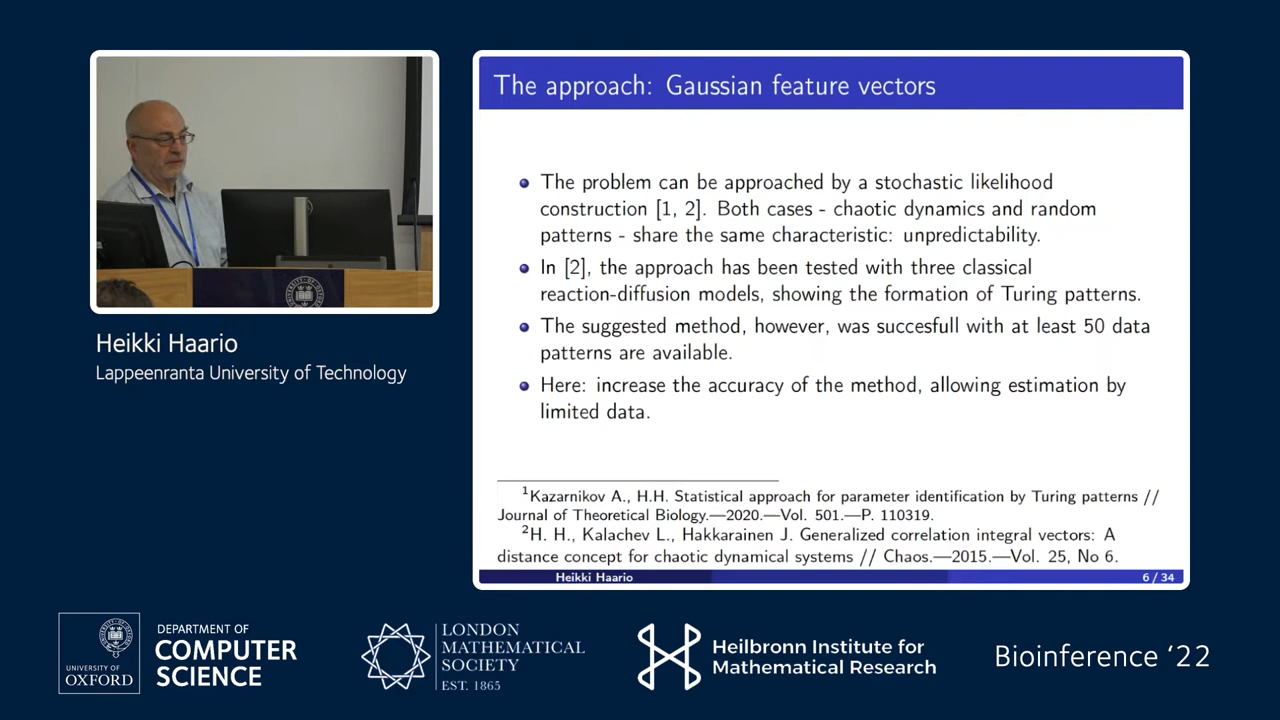 The approach: Gaussian feature vectors
The problem can be approached by a stochastic likelihood
construction [1, 2]. Both cases - chaotic dynamics and random
patterns - share the same characteristic: unpredictability.
In [2], the approach has been tested with three classical
reaction-diffusion models, showing the formation of Turing patterns.
The suggested method, however, was succesfull with at least 50 data
patterns are available.
Here: increase the accuracy of the method, allowing estimation by
limited data.
1Kazarnikov A., H.H. Statistical approach for parameter identification by Turing patterns //
Journal of Theoretical Biology.—2020.—Vol. 501.—P. 110319.
2H. H., Kalachev L., Hakkarainen J. Generalized correlation integral vectors: A
distance concept for chaotic dynamical systems // Chaos.—2015.—Vol. 25, No 6.
Heikki Haario
6 / 34
Heikki Haario
Lappeenranta University of Technology
UNIVERSITY OF
OXFORD
DEPARTMENT OF
COMPUTER
SCIENCE
LONDON
MATHEMATICAL
SOCIETY
EST. 1865
Heilbronn Institute for
Mathematical Research
Bioinference ‘22